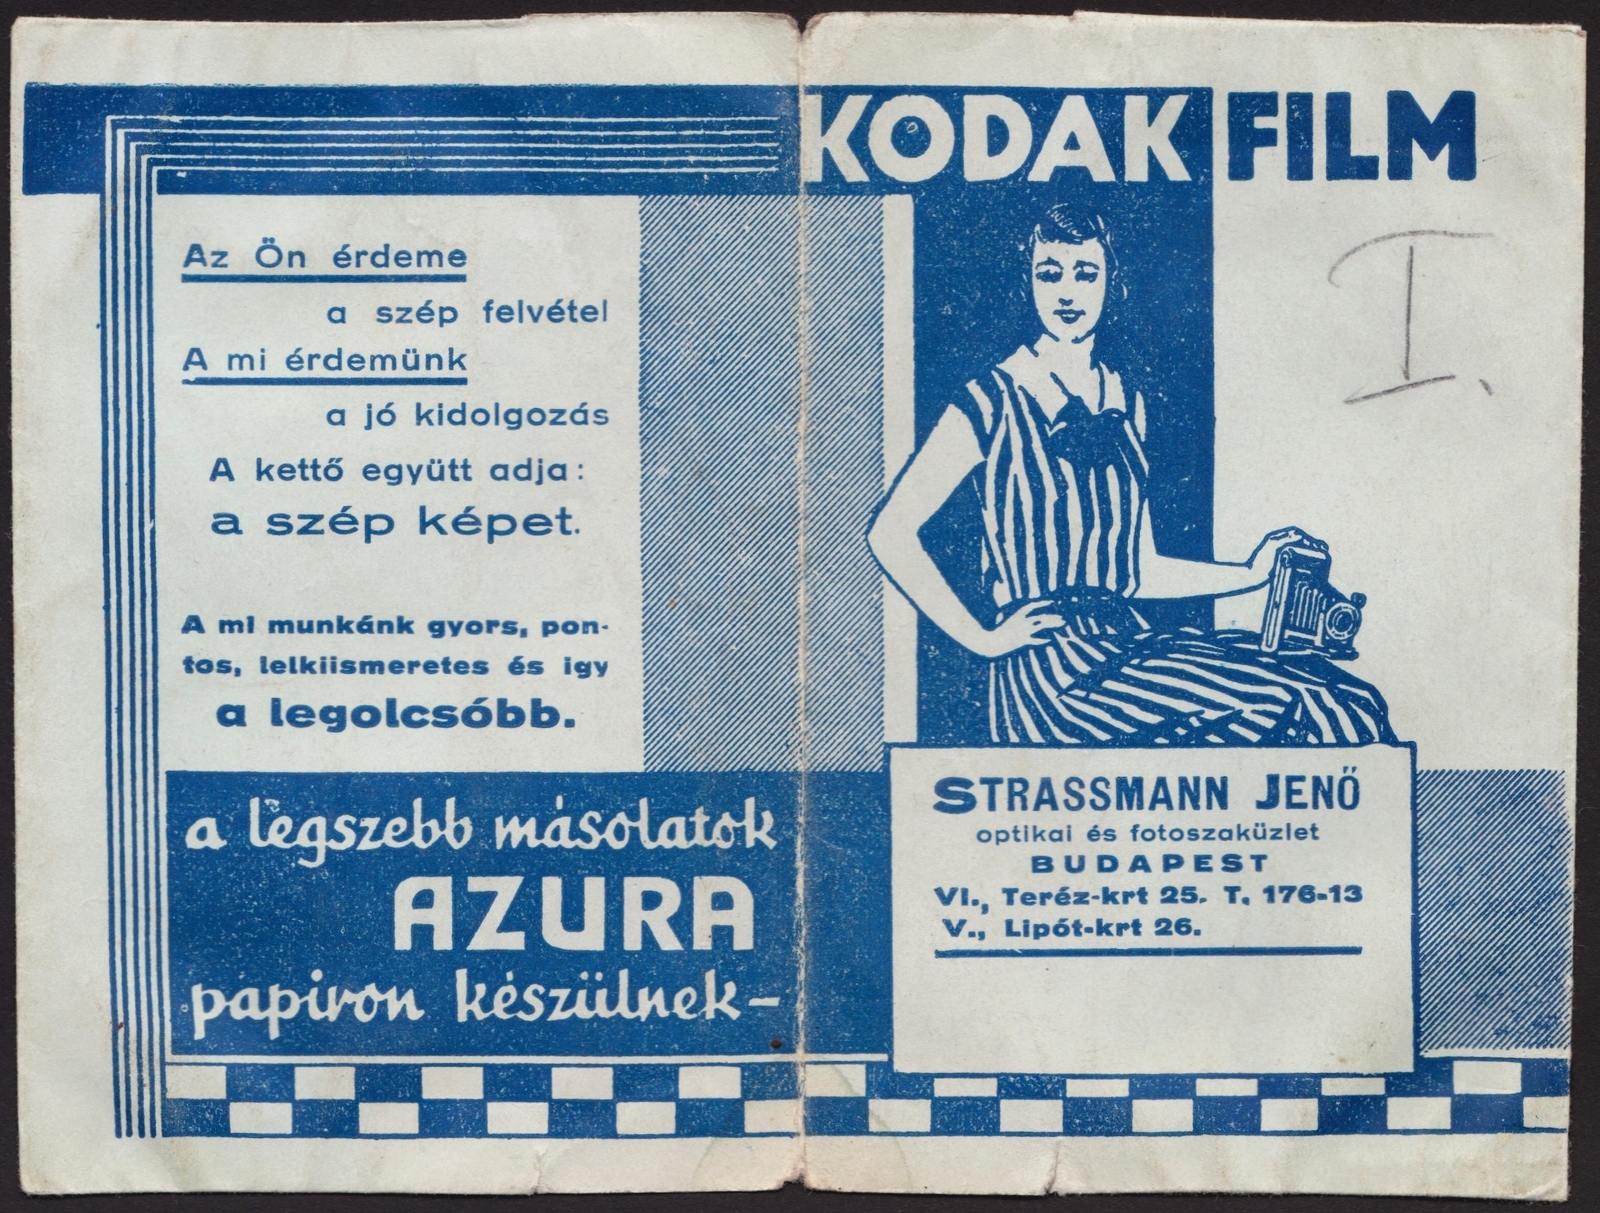 Az Ön érdeme
a szép felvétel
A mi érdemünk
a jó kidolgozás
A kettő együtt adja:
a szép képet.
A mi munkánk gyors, pon-
tos, lelkiismeretes és igy
a legolcsóbb.
a legszebb másolatok
AZURA
papiron készülnek-
KODAK FILM
I.
STRASSMANN JENŐ
optikai és fotoszaküzlet
BUDAPEST
VI., Teréz-krt 25. T. 176-13
V., Lipót-krt 26.